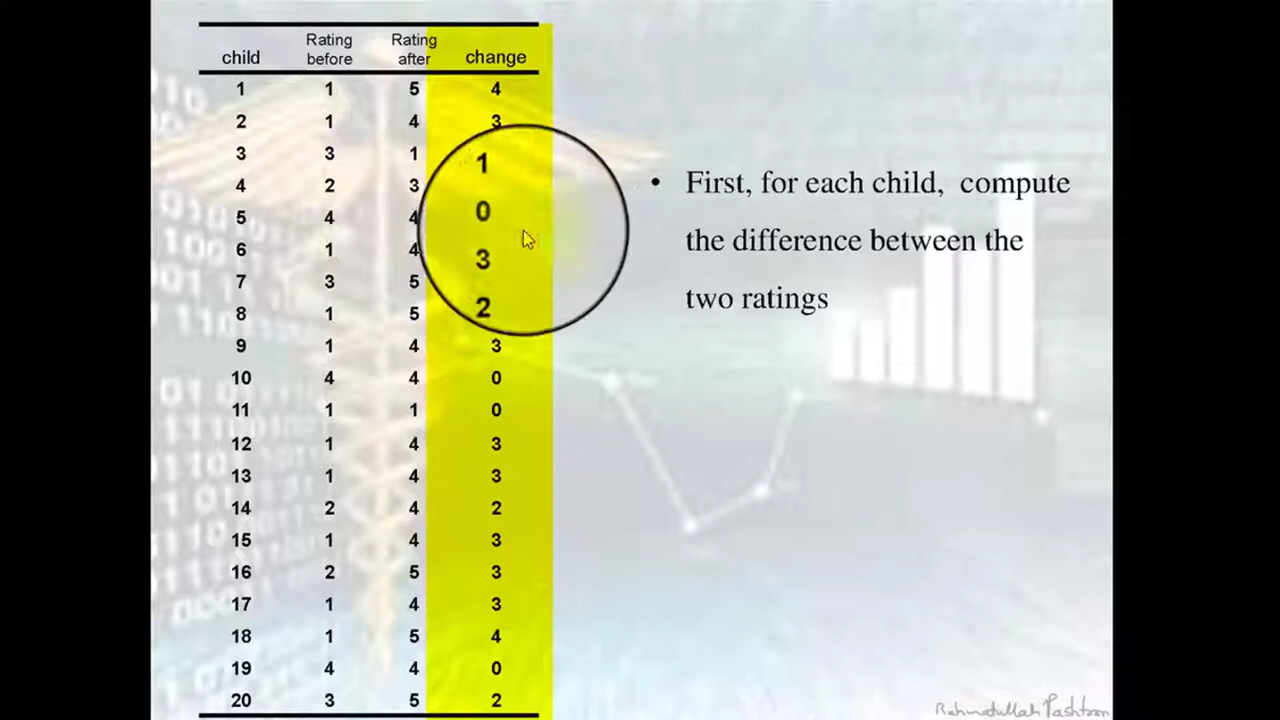 child Rating before Rating after change
1 1 5 4
2 1 4 3
3 3 1
4 2 3 1
5 4 4 0
6 1 4 3
7 3 5 2
8 1 5
9 1 4 3
10 4 4 0
11 1 1 0
12 1 4 3
13 1 4 3
14 2 4 2
15 1 4 3
16 2 5 3
17 1 4 3
18 1 5 4
19 4 4 0
20 3 5 2
• First, for each child, compute
the difference between the
two ratings
Rahmatullah Pashtoon